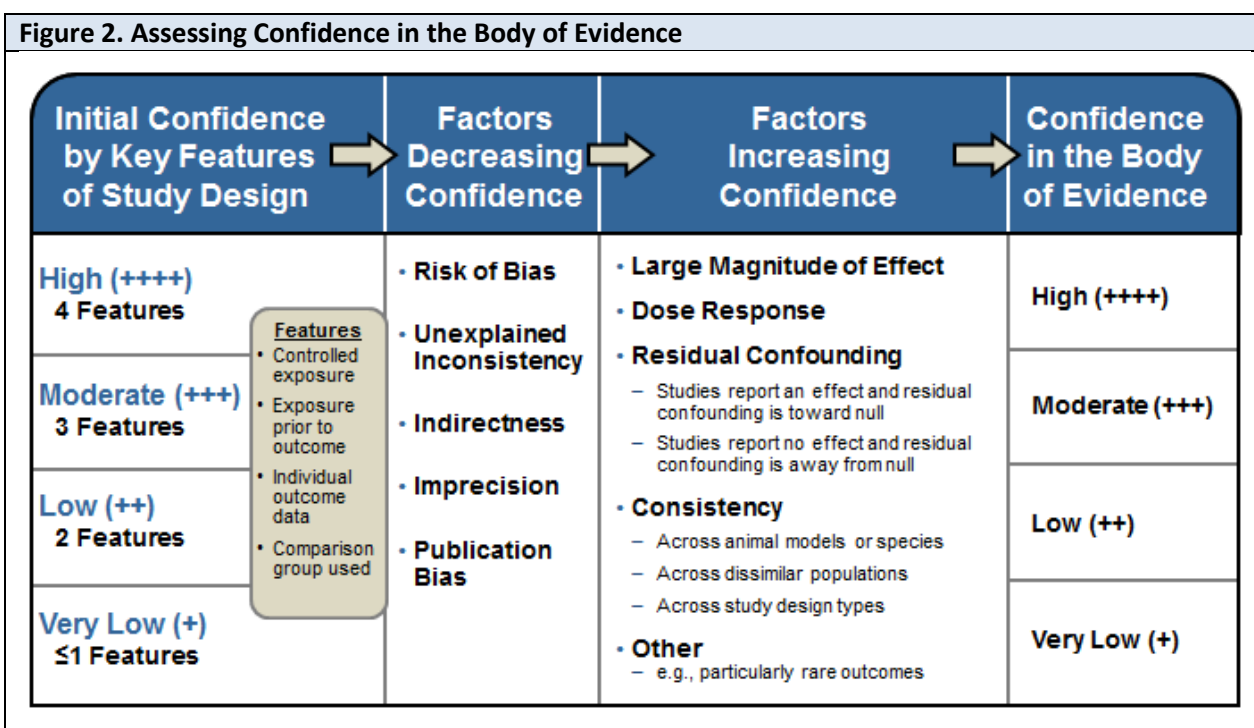 Figure 2. Assessing Confidence in the Body of Evidence
Initial Confidence
by Key Features
of Study Design
Factors
Decreasing
Confidence
Factors
Increasing
Confidence
Confidence
in the Body
of Evidence
High (++++)
4 Features
Moderate (+++)
3 Features
Low (++)
2 Features
Very Low (+)
≤1 Features
Features
• Controlled
exposure
• Exposure
prior to
outcome
• Individual
outcome
data
• Comparison
group used
• Risk of Bias
• Unexplained
Inconsistency
• Indirectness
• Imprecision
• Publication
Bias
• Large Magnitude of Effect
• Dose Response
• Residual Confounding
– Studies report an effect and residual
confounding is toward null
– Studies report no effect and residual
confounding is away from null
• Consistency
– Across animal models or species
– Across dissimilar populations
– Across study design types
• Other
– e.g., particularly rare outcomes
High (++++)
Moderate (+++)
Low (++)
Very Low (+)